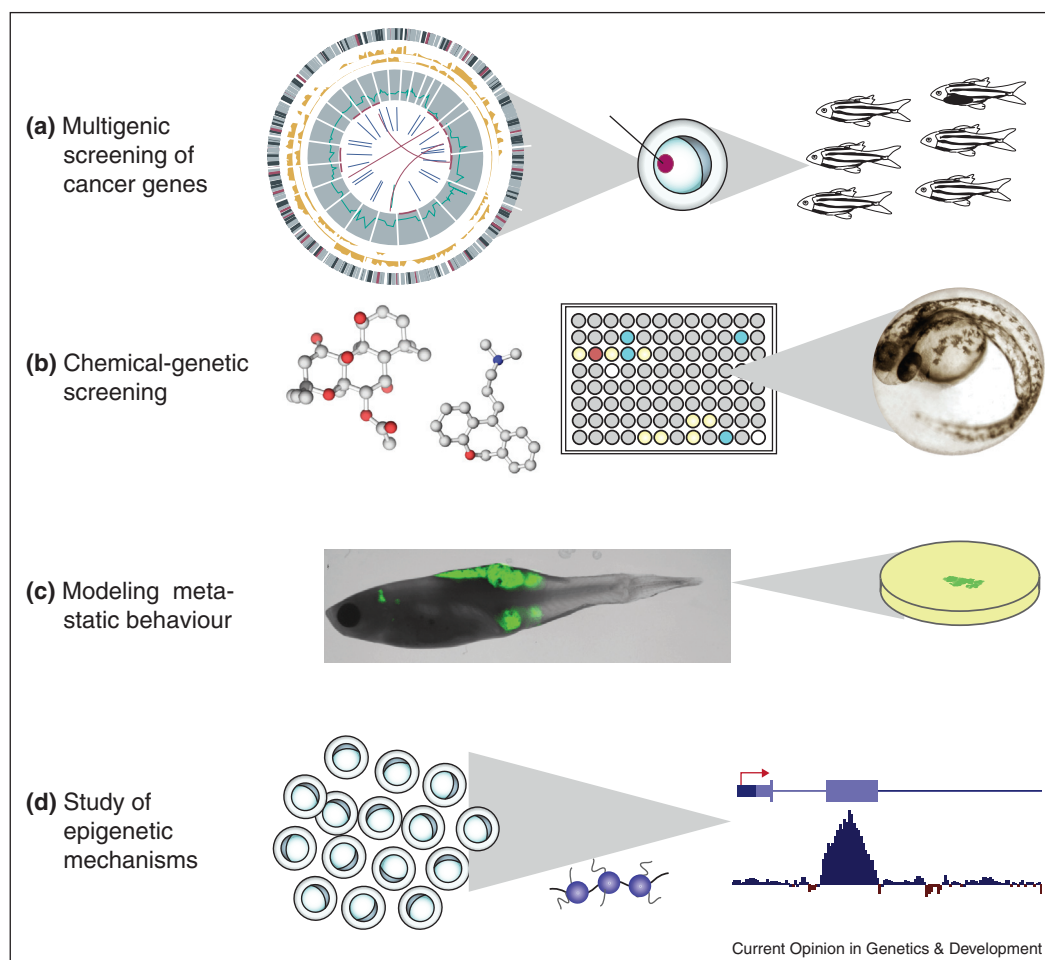 (a) Multigenic
screening of
cancer genes
(b) Chemical-genetic
screening
(c) Modeling meta-
static behaviour
(d) Study of
epigenetic
mechanisms
Current Opinion in Genetics & Development